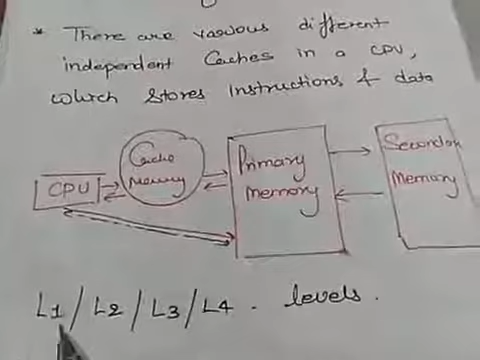 * There are various different
independent Caches in a CPU,
which stores instructions & data
CPU
Cache
Memory
Primary
Memory
Secondary
Memory
L1 / L2 / L3 / L4 . levels.